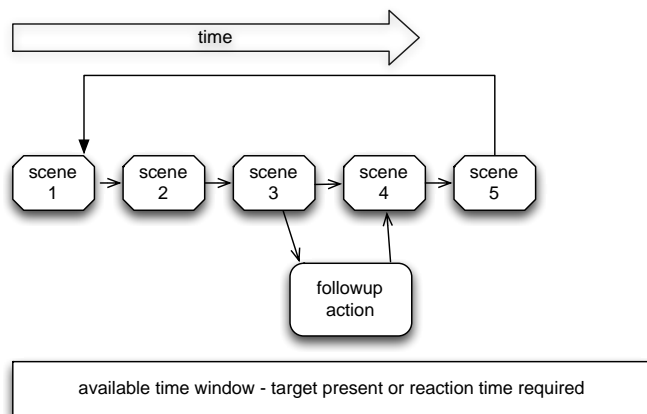 time
scene
1
scene
2
scene
3
scene
4
scene
5
followup
action
available time window - target present or reaction time required